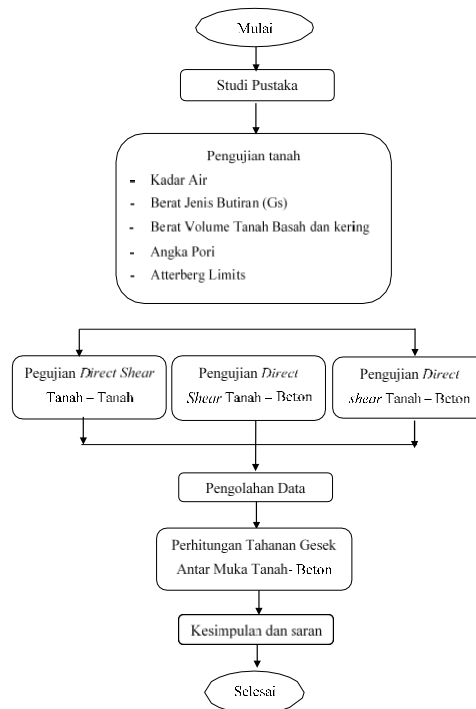 Mulai
Studi Pustaka
Pengujian tanah
- Kadar Air
- Berat Jenis Butiran (Gs)
- Berat Volume Tanah Basah dan kering
- Angka Pori
- Atterberg Limits
Pegujian Direct Shear
Tanah – Tanah
Pengujian Direct
Shear Tanah – Beton
Pengujian Direct
shear Tanah – Beton
Pengolahan Data
Perhitungan Tahanan Gesek
Antar Muka Tanah- Beton
Kesimpulan dan saran
Selesai